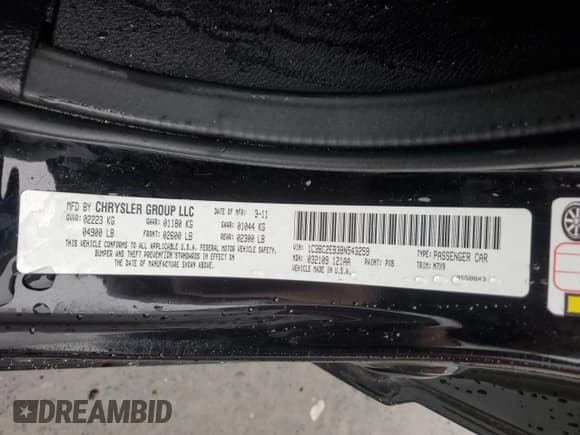 MFD BY CHRYSLER GROUP LLC DATE OF MFR: 3-11
GVWR: 02223 KG GAWR: 01180 KG GAWR: 01044 KG
04900 LB FRONT: 02600 LB 02300 LB
THIS VEHICLE CONFORMS TO ALL APPLICABLE U.S.A. FEDERAL MOTOR VEHICLE SAFETY,
BUMPER AND THEFT PREVENTION STANDARDS IN EFFECT ON
THE DATE OF MANUFACTURE SHOWN ABOVE.
VIN: 1C3BC2EB3BN543259 TYPE: PASSENGER CAR
MDH: 032109 121AA PAINT: PXB TRIM: M7X9
VEHICLE MADE IN U.S.A.
DREAMBID